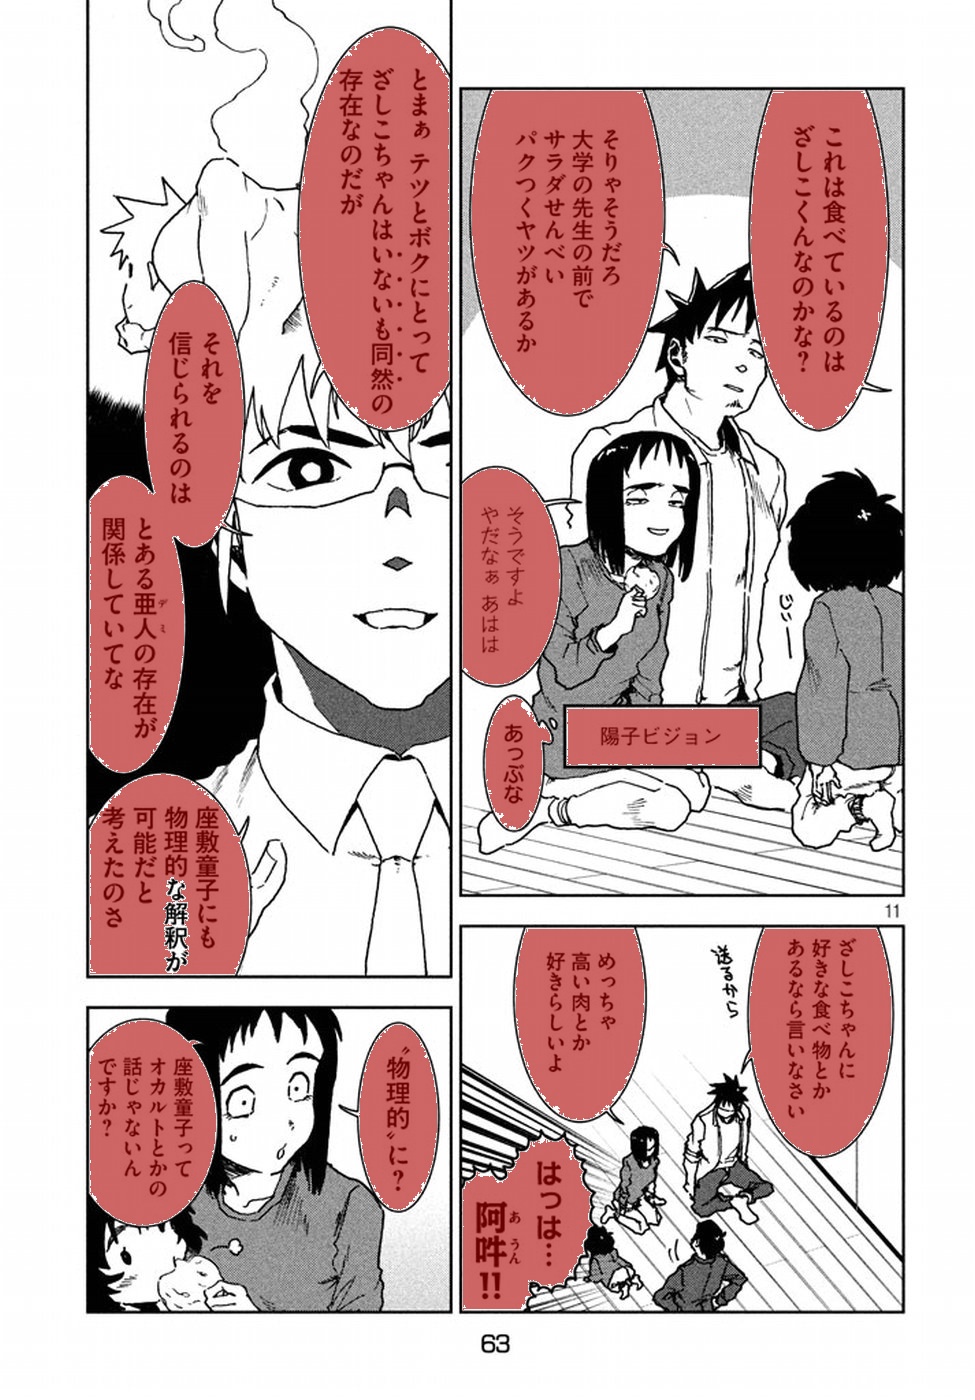 これは食べているのは
ざしこくんなのかな？
そりゃそうだろ
大学の先生の前で
サラダせんべい
パクつくヤツがあるか
そうですよ
やだなぁ あはは
じぃー
あっぶな
陽子ビジョン
11
ざしこちゃんに
好きな食べ物とか
あるなら言いなさい
送るから
めっちゃ
高い肉とか
好きらしいよ
はっは…
阿吽!!
あうん
とまぁ テツとボクにとって
ざしこちゃんはいないも同然の
存在なのだが
それを
信じられるのは
とある亜人の存在が
デミ
関係していてな
座敷童子にも
物理的な解釈が
可能だと
考えたのさ
〝物理的〟に？
座敷童子って
オカルトとかの
話じゃないん
ですか？
63